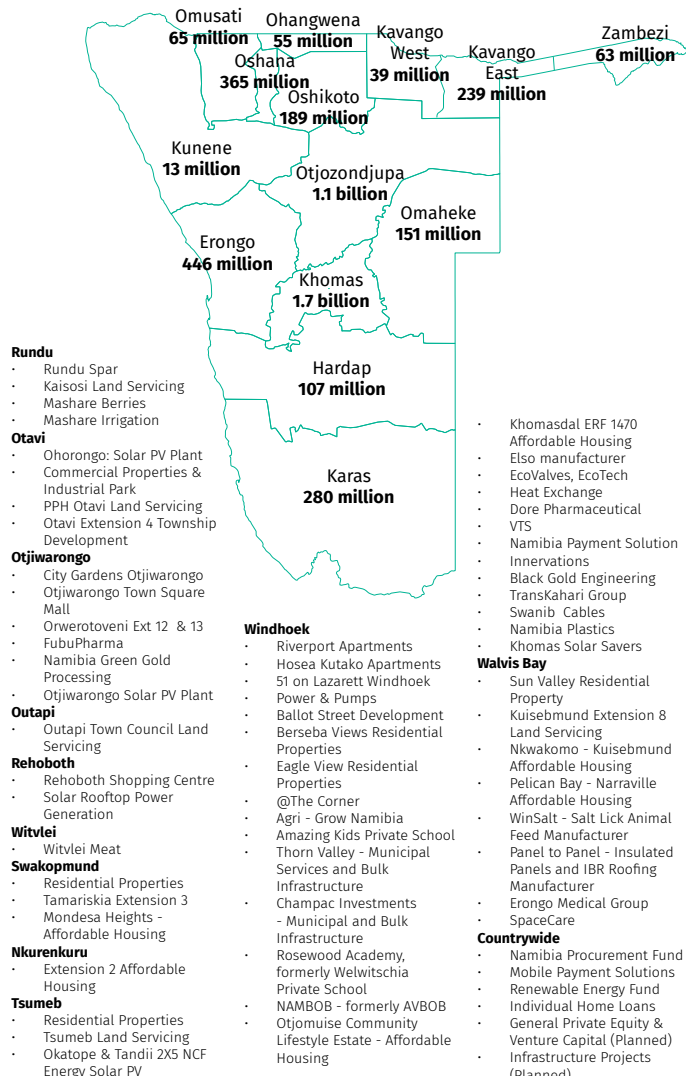 Omusati
65 million
Ohangwena
55 million
Oshana
365 million
Oshikoto
189 million
Kavango
West
39 million
Kavango
East
239 million
Zambezi
63 million
Kunene
13 million
Otjozondjupa
1.1 billion
Omaheke
151 million
Erongo
446 million
Khomas
1.7 billion
Hardap
107 million
Karas
280 million
Rundu
· Rundu Spar
· Kaisosi Land Servicing
· Mashare Berries
· Mashare Irrigation
Otavi
· Ohorongo: Solar PV Plant
· Commercial Properties &
Industrial Park
· PPH Otavi Land Servicing
· Otavi Extension 4 Township
Development
Otjiwarongo
· City Gardens Otjiwarongo
· Otjiwarongo Town Square
Mall
· Orwerotoveni Ext 12 & 13
· FubuPharma
· Namibia Green Gold
Processing
· Otjiwarongo Solar PV Plant
Outapi
· Outapi Town Council Land
Servicing
Rehoboth
· Rehoboth Shopping Centre
· Solar Rooftop Power
Generation
Witvlei
· Witvlei Meat
Swakopmund
· Residential Properties
· Tamariskia Extension 3
· Mondesa Heights -
Affordable Housing
Nkurenkuru
· Extension 2 Affordable
Housing
Tsumeb
· Residential Properties
· Tsumeb Land Servicing
· Okatope & Tandii 2X5 NCF
Energy Solar PV
Windhoek
· Riverport Apartments
· Hosea Kutako Apartments
· 51 on Lazarett Windhoek
· Power & Pumps
· Ballot Street Development
· Berseba Views Residential
Properties
· Eagle View Residential
Properties
· @The Corner
· Agri - Grow Namibia
· Amazing Kids Private School
· Thorn Valley - Municipal
Services and Bulk
Infrastructure
· Champac Investments
- Municipal and Bulk
Infrastructure
· Rosewood Academy,
formerly Welwitschia
Private School
· NAMBOB - formerly AVBOB
· Otjomuise Community
Lifestyle Estate - Affordable
Housing
· Khomasdal ERF 1470
Affordable Housing
· Elso manufacturer
· EcoValves, EcoTech
· Heat Exchange
· Dore Pharmaceutical
· VTS
· Namibia Payment Solution
· Innervations
· Black Gold Engineering
· TransKahari Group
· Swanib Cables
· Namibia Plastics
· Khomas Solar Savers
Walvis Bay
· Sun Valley Residential
Property
· Kuisebmund Extension 8
Land Servicing
· Nkwakomo - Kuisebmund
Affordable Housing
· Pelican Bay - Narraville
Affordable Housing
· WinSalt - Salt Lick Animal
Feed Manufacturer
· Panel to Panel - Insulated
Panels and IBR Roofing
Manufacturer
· Erongo Medical Group
· SpaceCare
Countrywide
· Namibia Procurement Fund
· Mobile Payment Solutions
· Renewable Energy Fund
· Individual Home Loans
· General Private Equity &
Venture Capital (Planned)
· Infrastructure Projects
(Planned)